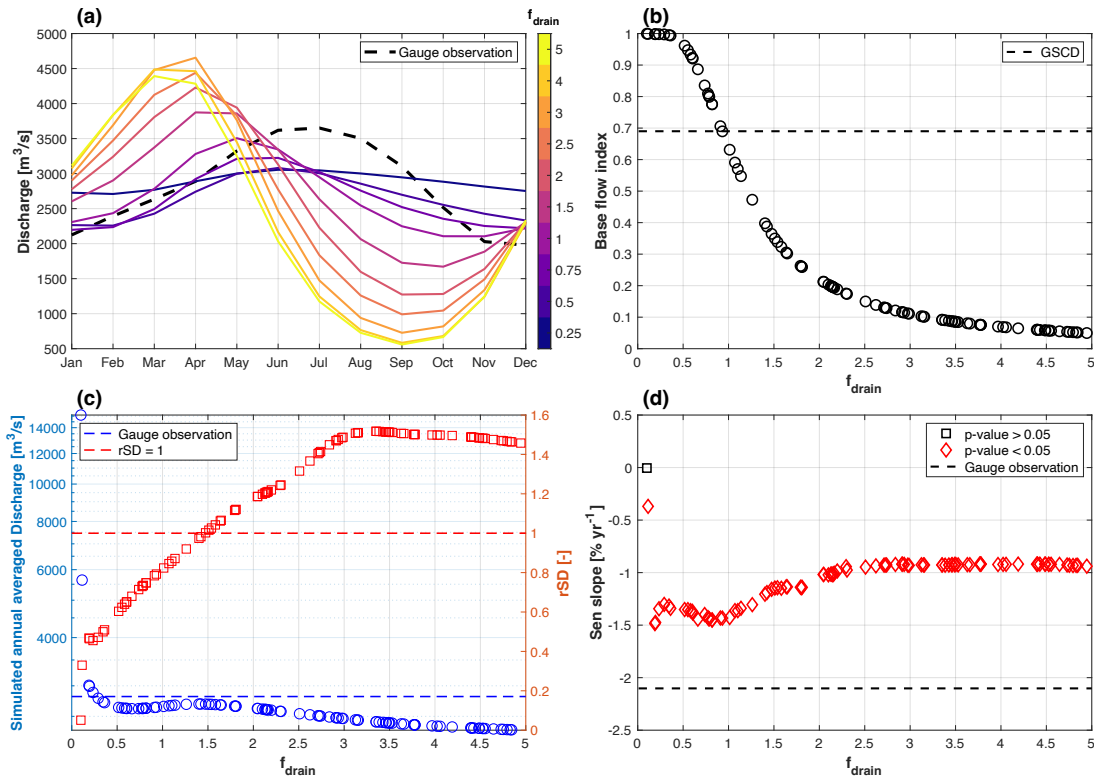 (a)
f_drain
Gauge observation
Discharge [m³/s]
5000
4500
4000
3500
3000
2500
2000
1500
1000
500
Jan Feb Mar Apr May Jun Jul Aug Sep Oct Nov Dec
5
4
3
2
1
0.75
0.5
0.25
(b)
GSCD
Base flow index
1
0.9
0.8
0.7
0.6
0.5
0.4
0.3
0.2
0.1
0
0 0.5 1 1.5 2 2.5 3 3.5 4 4.5 5
f_drain
(c)
Gauge observation
rSD = 1
Simulated annual averaged Discharge [m³/s]
14000
12000
10000
8000
6000
4000
1.6
1.4
1.2
1
0.8
0.6
0.4
0.2
0
rSD [-]
0 0.5 1 1.5 2 2.5 3 3.5 4 4.5 5
f_drain
(d)
p-value > 0.05
p-value < 0.05
Gauge observation
Sen slope [% yr⁻¹]
0.5
0
-0.5
-1
-1.5
-2
-2.5
0 0.5 1 1.5 2 2.5 3 3.5 4 4.5 5
f_drain